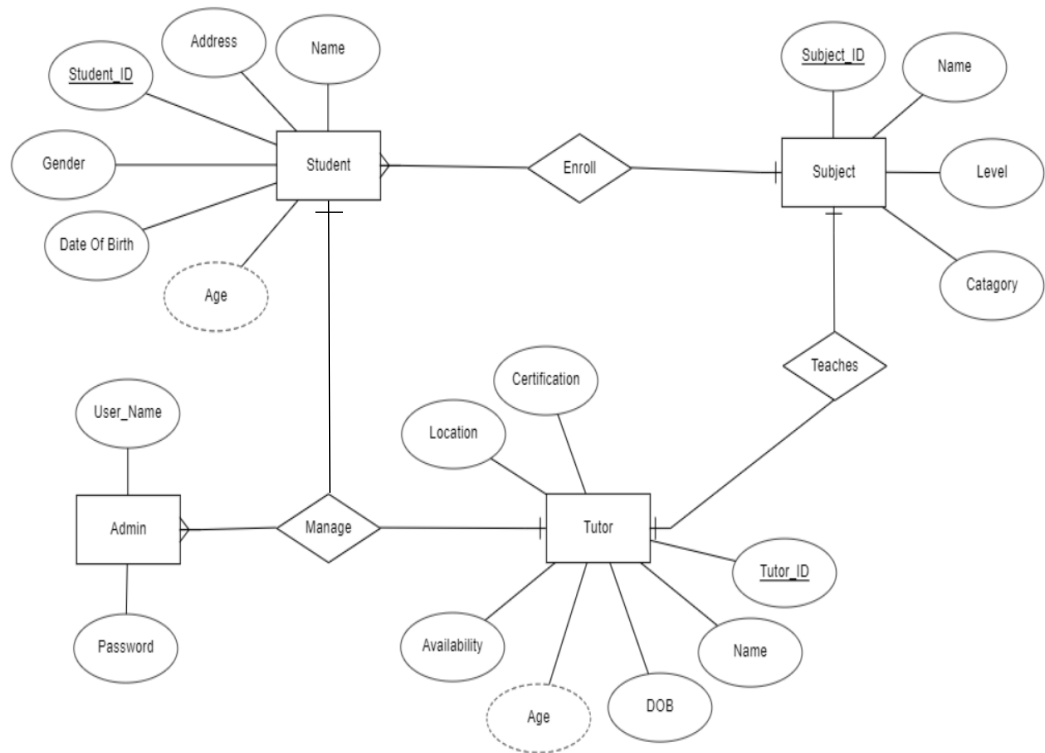 Address
Name
Student_ID
Subject_ID
Name
Gender
Student
Enroll
Subject
Level
Date Of Birth
Age
Catagory
Teaches
Certification
User_Name
Location
Admin
Manage
Tutor
Tutor_ID
Password
Availability
Name
Age
DOB